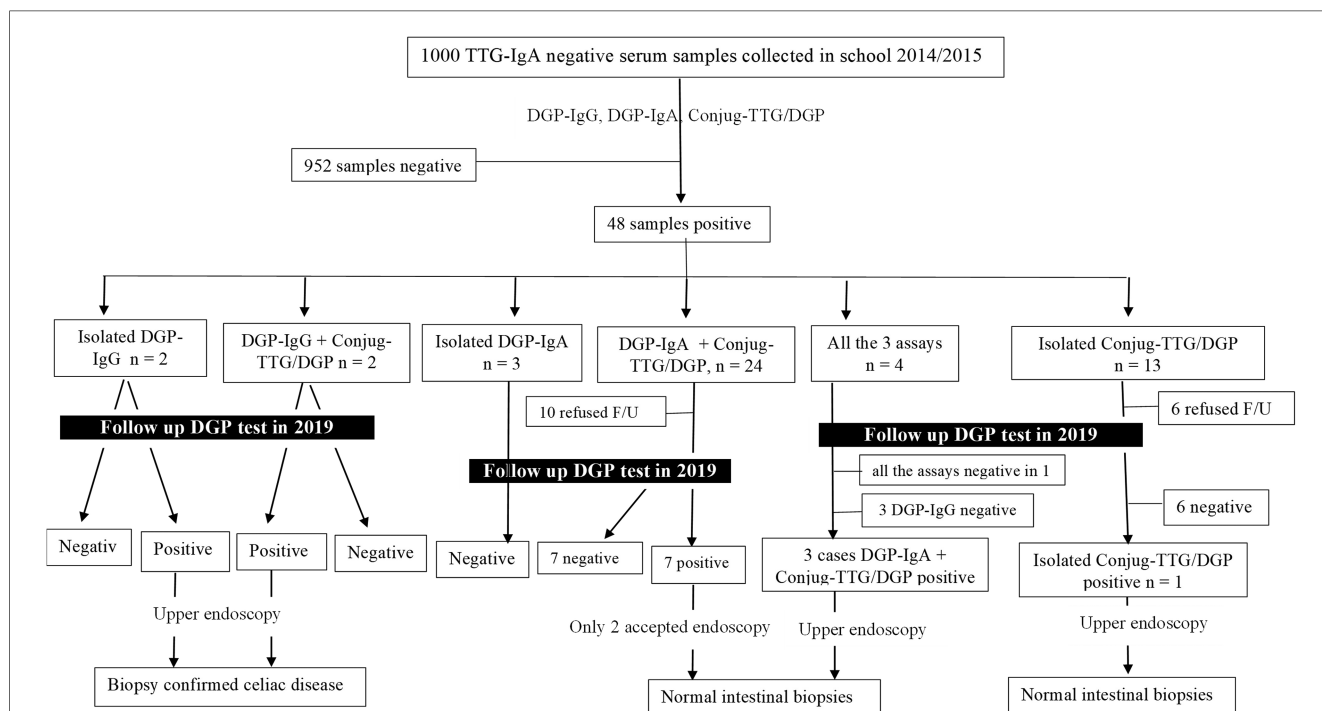 1000 TTG-IgA negative serum samples collected in school 2014/2015
DGP-IgG, DGP-IgA, Conjug-TTG/DGP
952 samples negative
48 samples positive
Isolated DGP-
IgG n = 2
DGP-IgG + Conjug-
TTG/DGP n = 2
Isolated DGP-IgA
n = 3
DGP-IgA + Conjug-
TTG/DGP, n = 24
All the 3 assays
n = 4
Isolated Conjug-TTG/DGP
n = 13
10 refused F/U
6 refused F/U
Follow up DGP test in 2019
Follow up DGP test in 2019
Follow up DGP test in 2019
all the assays negative in 1
3 DGP-IgG negative
6 negative
Negativ
Positive
Positive
Negative
Negative
7 negative
7 positive
3 cases DGP-IgA +
Conjug-TTG/DGP positive
Isolated Conjug-TTG/DGP
positive n = 1
Upper endoscopy
Only 2 accepted endoscopy
Upper endoscopy
Upper endoscopy
Biopsy confirmed celiac disease
Normal intestinal biopsies
Normal intestinal biopsies